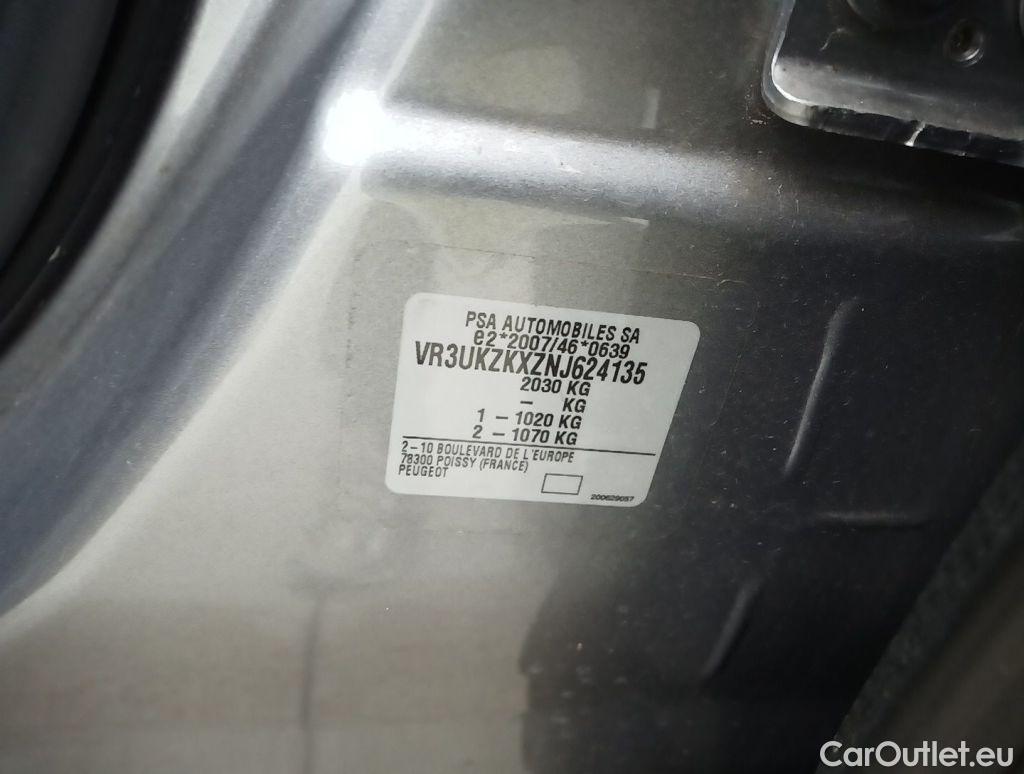 PSA AUTOMOBILES SA
e2*2007/46*0639
VR3UKZKXZNJ624135
2030 KG
– KG
1 – 1020 KG
2 – 1070 KG
2–10 BOULEVARD DE L'EUROPE
78300 POISSY (FRANCE)
PEUGEOT
200629057
CarOutlet.eu